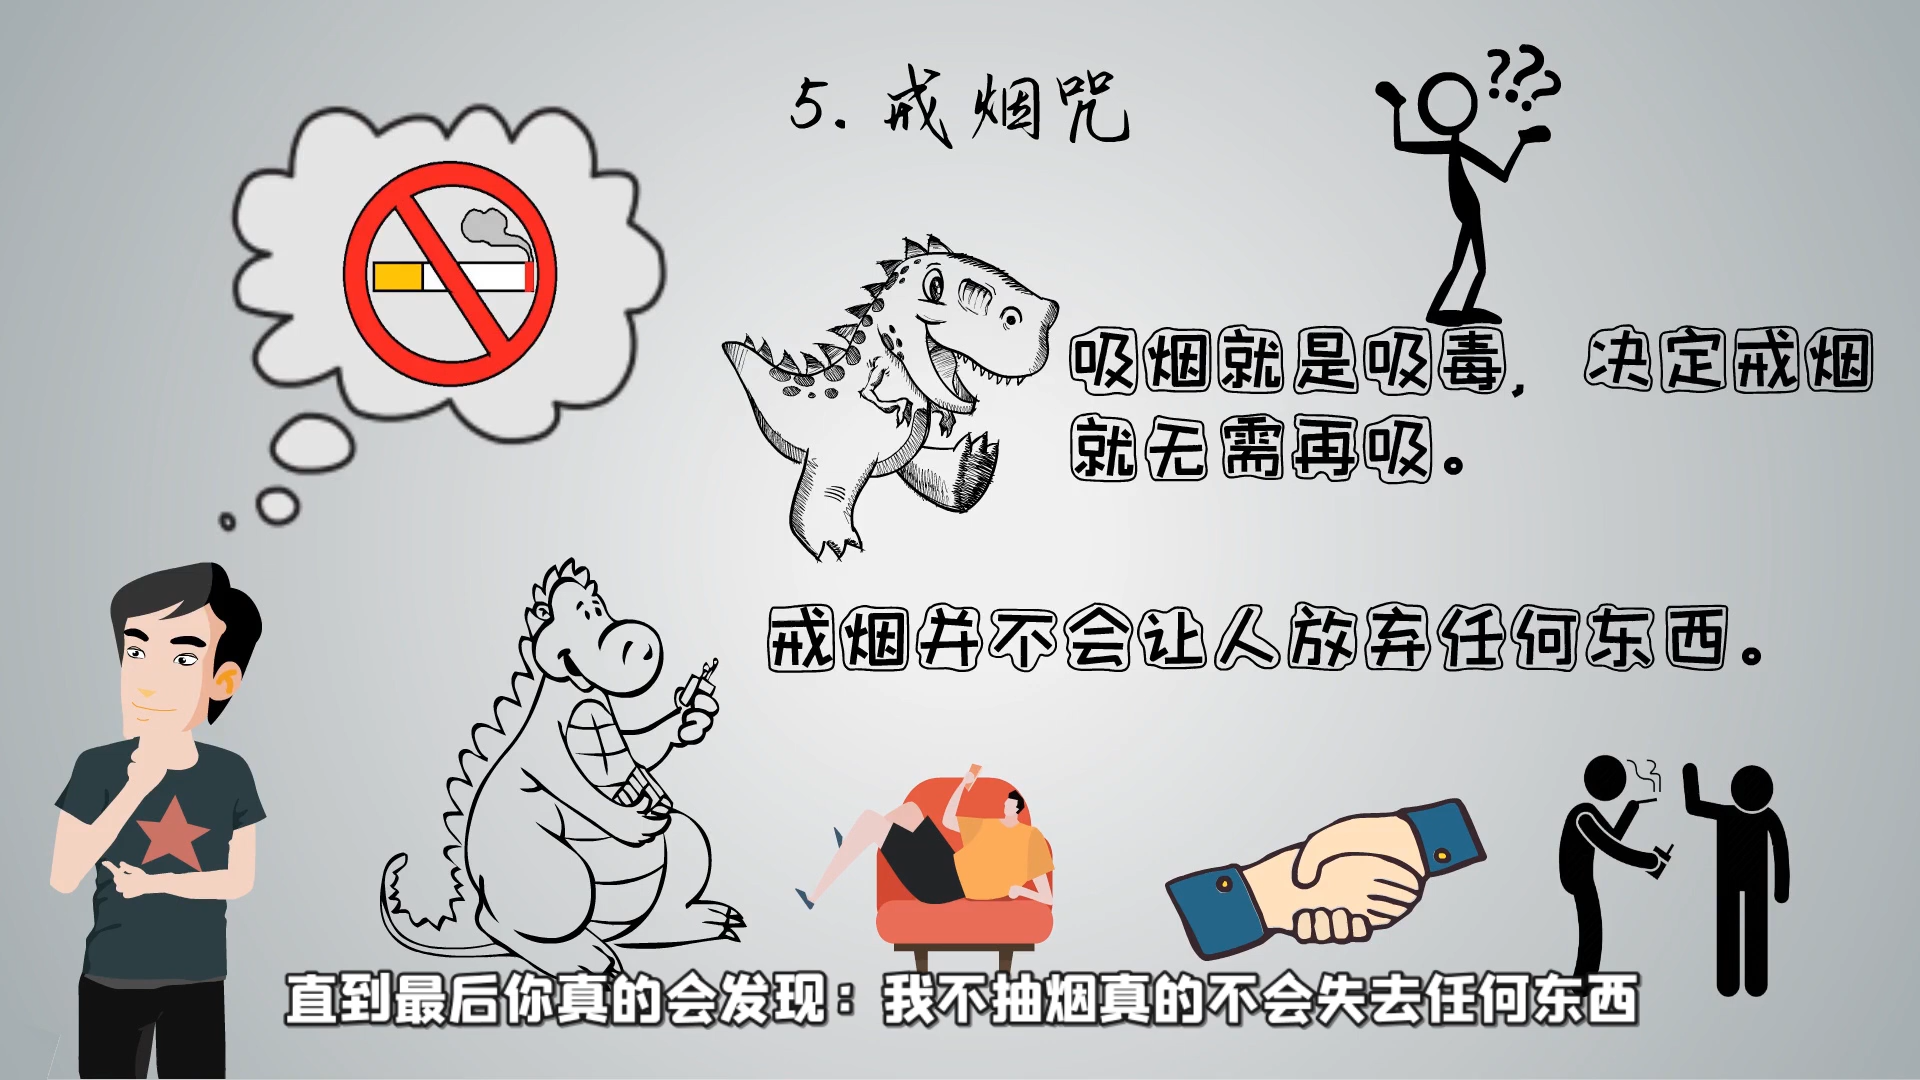 5.戒烟咒
???
吸烟就是吸毒，决定戒烟
就无需再吸。
戒烟并不会让人放弃任何东西。
直到最后你真的会发现：我不抽烟真的不会失去任何东西